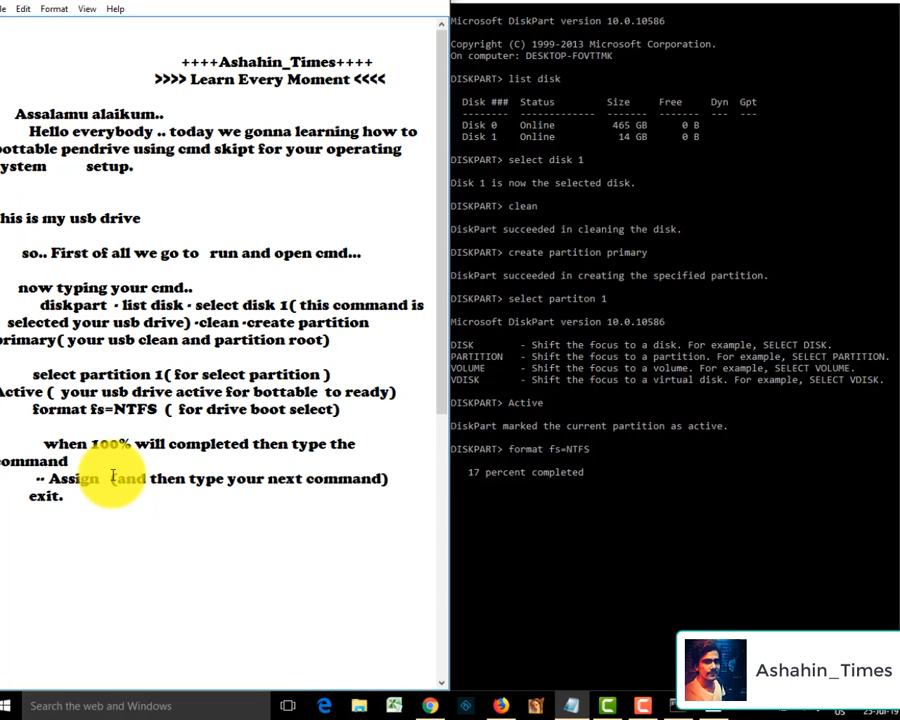 le Edit Format View Help
++++Ashahin_Times++++
>>>> Learn Every Moment <<<<
Assalamu alaikum..
Hello everybody .. today we gonna learning how to
bottable pendrive using cmd skipt for your operating
ystem setup.
his is my usb drive
so.. First of all we go to run and open cmd...
now typing your cmd..
diskpart - list disk - select disk 1( this command is
selected your usb drive) -clean -create partition
primary( your usb clean and partition root)
select partition 1( for select partition )
Active ( your usb drive active for bottable to ready)
format fs=NTFS ( for drive boot select)
when 100% will completed then type the
command
-- Assign (and then type your next command)
exit.
Microsoft DiskPart version 10.0.10586
Copyright (C) 1999-2013 Microsoft Corporation.
On computer: DESKTOP-FOVTTMK
DISKPART> list disk
Disk ### Status Size Free Dyn Gpt
-------- ------------- ------- ------- --- ---
Disk 0 Online 465 GB 0 B
Disk 1 Online 14 GB 0 B
DISKPART> select disk 1
Disk 1 is now the selected disk.
DISKPART> clean
DiskPart succeeded in cleaning the disk.
DISKPART> create partition primary
DiskPart succeeded in creating the specified partition.
DISKPART> select partiton 1
Microsoft DiskPart version 10.0.10586
DISK - Shift the focus to a disk. For example, SELECT DISK.
PARTITION - Shift the focus to a partition. For example, SELECT PARTITION.
VOLUME - Shift the focus to a volume. For example, SELECT VOLUME.
VDISK - Shift the focus to a virtual disk. For example, SELECT VDISK.
DISKPART> Active
DiskPart marked the current partition as active.
DISKPART> format fs=NTFS
17 percent completed
Ashahin_Times
Search the web and Windows